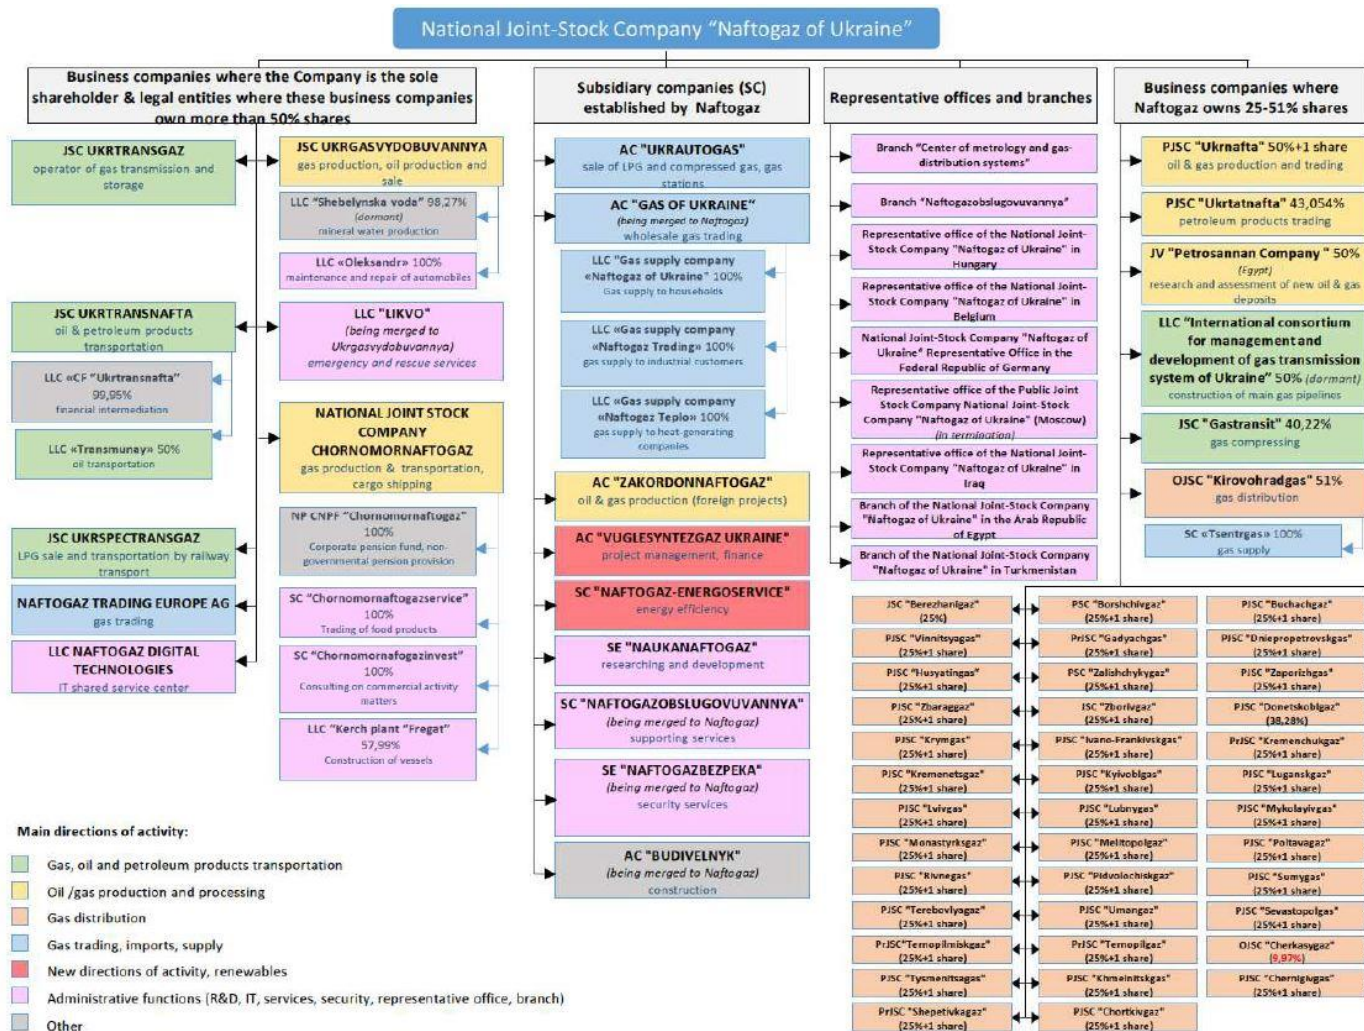 National Joint-Stock Company “Naftogaz of Ukraine”
Business companies where the Company is the sole
shareholder & legal entities where these business companies
own more than 50% shares
JSC UKRTRANSGAZ
operator of gas transmission and
storage
JSC UKRGASVYDOBUVANNYA
gas production, oil production and
sale
LLC “Shebelynska voda” 98,27%
(dormant)
mineral water production
LLC «Oleksandr» 100%
maintenance and repair of automobiles
JSC UKRTRANSNAFTA
oil & petroleum products
transportation
LLC «CF “Ukrtransnafta”
99,95%
financial intermediation
LLC «Transmunay» 50%
oil transportation
LLC "LIKVO"
(being merged to
Ukrgasvydobuvannya)
emergency and rescue services
NATIONAL JOINT STOCK
COMPANY
CHORNOMORNAFTOGAZ
gas production & transportation,
cargo shipping
NP CNPF “Chornomornaftogaz”
100%
Corporate pension fund, non-
governmental pension provision
JSC UKRSPECTRANSGAZ
LPG sale and transportation by railway
transport
NAFTOGAZ TRADING EUROPE AG
gas trading
LLC NAFTOGAZ DIGITAL
TECHNOLOGIES
IT shared service center
SC “Chornomornaftogazservice”
100%
Trading of food products
SC “Chornomornafogazinvest”
100%
Consulting on commercial activity
matters
LLC “Kerch plant “Fregat”
57,99%
Construction of vessels
Subsidiary companies (SC)
established by Naftogaz
AC "UKRAUTOGAS"
sale of LPG and compressed gas, gas
stations
AC "GAS OF UKRAINE"
(being merged to Naftogaz)
wholesale gas trading
LLC "Gas supply company
«Naftogaz of Ukraine" 100%
Gas supply to households
LLC «Gas supply company
«Naftogaz Trading» 100%
gas supply to industrial customers
LLC «Gas supply company
«Naftogaz Teplo» 100%
gas supply to heat-generating
companies
AC "ZAKORDONNAFTOGAZ"
oil & gas production (foreign projects)
AC "VUGLESYNTEZGAZ UKRAINE"
project management, finance
SC "NAFTOGAZ-ENERGOSERVICE"
energy efficiency
SE "NAUKANAFTOGAZ"
researching and development
SC "NAFTOGAZOBSLUGOVUVANNYA"
(being merged to Naftogaz)
supporting services
SE "NAFTOGAZBEZPEKA"
(being merged to Naftogaz)
security services
AC "BUDIVELNYK"
(being merged to Naftogaz)
construction
Representative offices and branches
Branch "Center of metrology and gas-
distribution systems"
Branch "Naftogazobslugovuvannya"
Representative office of the National Joint-
Stock Company "Naftogaz of Ukraine" in
Hungary
Representative office of the National Joint-
Stock Company "Naftogaz of Ukraine" in
Belgium
National Joint-Stock Company "Naftogaz of
Ukraine" Representative Office in the
Federal Republic of Germany
Representative office of the Public Joint
Stock Company National Joint-Stock
Company "Naftogaz of Ukraine" (Moscow)
(in termination)
Representative office of the National Joint-
Stock Company "Naftogaz of Ukraine" in
Iraq
Branch of the National Joint-Stock Company
"Naftogaz of Ukraine" in the Arab Republic
of Egypt
Branch of the National Joint-Stock Company
"Naftogaz of Ukraine" in Turkmenistan
Business companies where
Naftogaz owns 25-51% shares
PJSC "Ukrnafta" 50%+1 share
oil & gas production and trading
PJSC "Ukrtatnafta" 43,054%
petroleum products trading
JV "Petrosannan Company" 50%
(Egypt)
research and assessment of new oil & gas
deposits
LLC “International consortium
for management and
development of gas transmission
system of Ukraine” 50% (dormant)
construction of main gas pipelines
JSC "Gastransit" 40,22%
gas compressing
OJSC "Kirovohradgas" 51%
gas distribution
SC «Tsentrgas» 100%
gas supply
JSC "Berezhanigaz"
(25%)
PSC "Borshchivgaz"
(25%+1 share)
PJSC "Buchachgaz"
(25%+1 share)
PJSC "Vinnitsyagas"
(25%+1 share)
PrJSC "Gadyachgas"
(25%+1 share)
PJSC "Dniepropetrovskgas"
(25%+1 share)
PJSC "Husyatingas"
(25%+1 share)
PSC "Zalishchykygaz"
(25%+1 share)
PJSC "Zaporizhgas"
(25%+1 share)
PJSC "Zbaraggaz"
(25%+1 share)
JSC "Zborivgaz"
(25%+1 share)
PJSC "Donetskoblgaz"
(38,28%)
PJSC "Krymgas"
(25%+1 share)
PJSC "Ivano-Frankivskgas"
(25%+1 share)
PrJSC "Kremenchukgaz"
(25%+1 share)
PJSC "Kremenetsgaz"
(25%+1 share)
PJSC "Kyivoblgaz"
(25%+1 share)
PJSC "Luganskgaz"
(25%+1 share)
PJSC "Lvivgas"
(25%+1 share)
PJSC "Lubnygas"
(25%+1 share)
PJSC "Mykolayivgas"
(25%+1 share)
PJSC "Monastyrksgaz"
(25%+1 share)
PJSC "Melitopolgaz"
(25%+1 share)
PJSC "Poltavagaz"
(25%+1 share)
PJSC "Rivnegas"
(25%+1 share)
PJSC "Pidvolochiskgaz"
(25%+1 share)
PJSC "Sumygas"
(25%+1 share)
PJSC "Terebovlyagaz"
(25%+1 share)
PJSC "Umangaz"
(25%+1 share)
PJSC "Sevastopolgas"
(25%+1 share)
PrJSC"Ternopilmiskgaz"
(25%+1 share)
PrJSC "Ternopilgaz"
(25%+1 share)
OJSC "Cherkasygaz"
(9,97%)
PJSC "Tysmenitsagas"
(25%+1 share)
PJSC "Khmelnitskgas"
(25%+1 share)
PJSC "Chernigivgas"
(25%+1 share)
PrJSC "Shepetivkagaz"
(25%+1 share)
PJSC "Chortkivgaz"
(25%+1 share)
Main directions of activity:
Gas, oil and petroleum products transportation
Oil /gas production and processing
Gas distribution
Gas trading, imports, supply
New directions of activity, renewables
Administrative functions (R&D, IT, services, security, representative office, branch)
Other